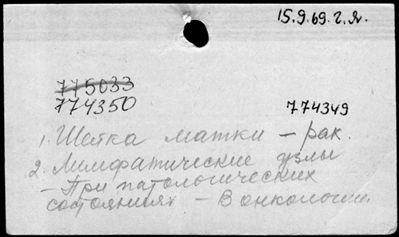 15.9.69.г.Я.
775033
774350
774349
1. Шейка матки – рак.
2. Лимфатические узлы
– При патологических
состояниях – В онкологии.